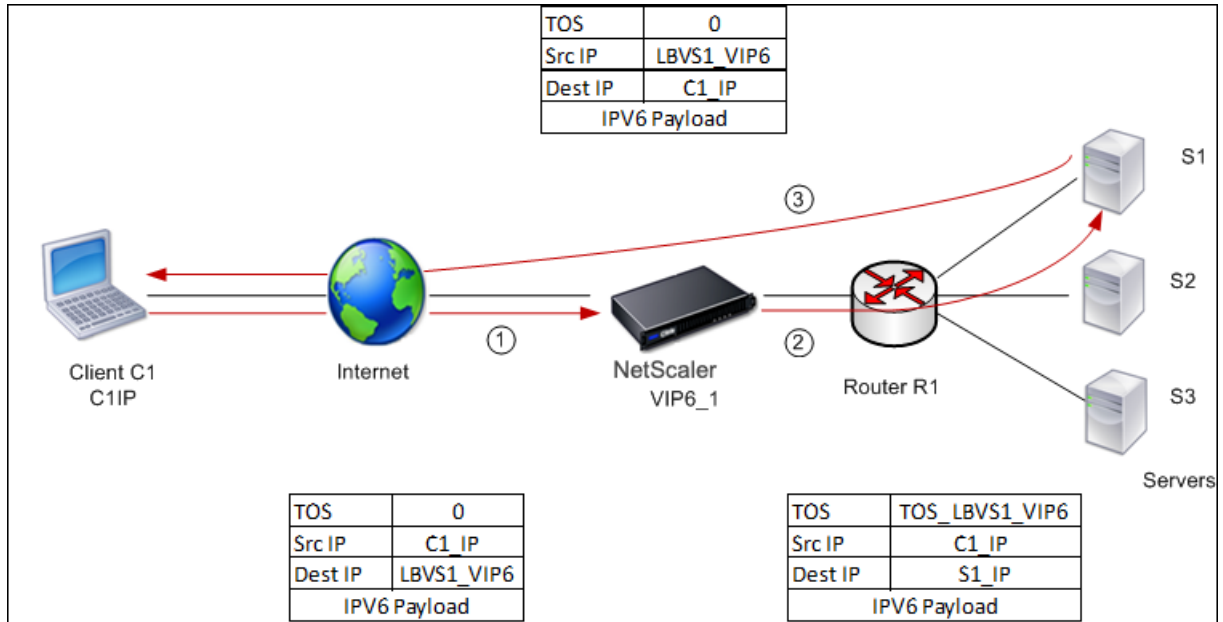 TOS 0
Src IP LBVS1_VIP6
Dest IP C1_IP
IPV6 Payload
S1
③
S2
①
②
Client C1
C1IP
Internet
NetScaler
VIP6_1
Router R1
S3
Servers
TOS 0
Src IP C1_IP
Dest IP LBVS1_VIP6
IPV6 Payload
TOS TOS_LBVS1_VIP6
Src IP C1_IP
Dest IP S1_IP
IPV6 Payload